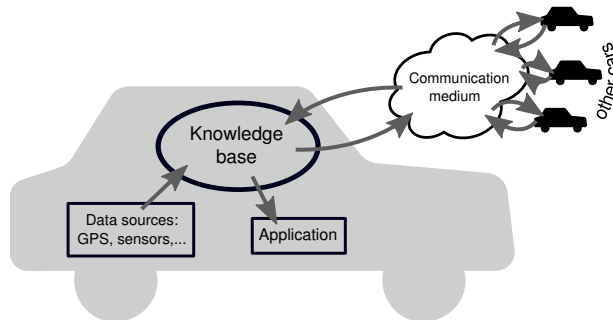 Communication
medium
other cars
Knowledge
base
Data sources:
GPS, sensors,...
Application